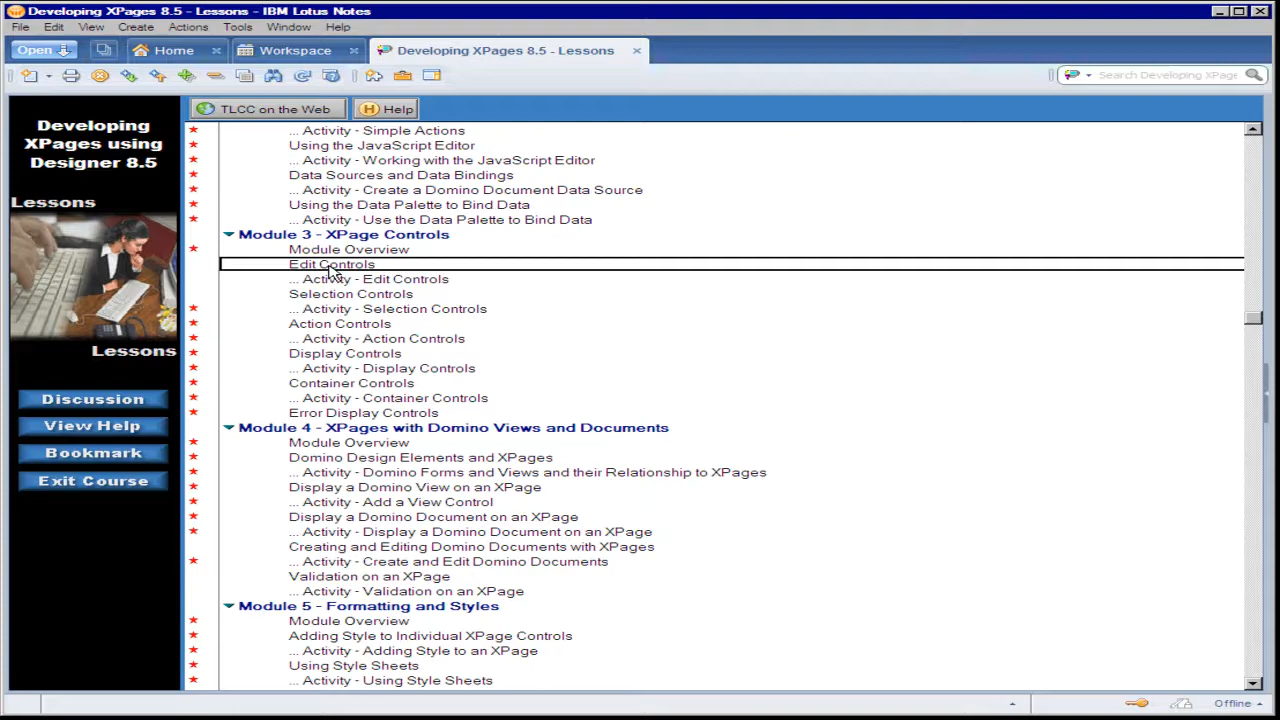 Developing XPages 8.5 - Lessons - IBM Lotus Notes
File Edit View Create Actions Tools Window Help
Open Home Workspace Developing XPages 8.5 - Lessons
Search Developing XPage
TLCC on the Web Help
Developing XPages using Designer 8.5
Lessons
Lessons
Discussion
View Help
Bookmark
Exit Course
... Activity - Simple Actions
Using the JavaScript Editor
... Activity - Working with the JavaScript Editor
Data Sources and Data Bindings
... Activity - Create a Domino Document Data Source
Using the Data Palette to Bind Data
... Activity - Use the Data Palette to Bind Data
Module 3 - XPage Controls
Module Overview
Edit Controls
... Activity - Edit Controls
Selection Controls
... Activity - Selection Controls
Action Controls
... Activity - Action Controls
Display Controls
... Activity - Display Controls
Container Controls
... Activity - Container Controls
Error Display Controls
Module 4 - XPages with Domino Views and Documents
Module Overview
Domino Design Elements and XPages
... Activity - Domino Forms and Views and their Relationship to XPages
Display a Domino View on an XPage
... Activity - Add a View Control
Display a Domino Document on an XPage
... Activity - Display a Domino Document on an XPage
Creating and Editing Domino Documents with XPages
... Activity - Create and Edit Domino Documents
Validation on an XPage
... Activity - Validation on an XPage
Module 5 - Formatting and Styles
Module Overview
Adding Style to Individual XPage Controls
... Activity - Adding Style to an XPage
Using Style Sheets
... Activity - Using Style Sheets
Offline